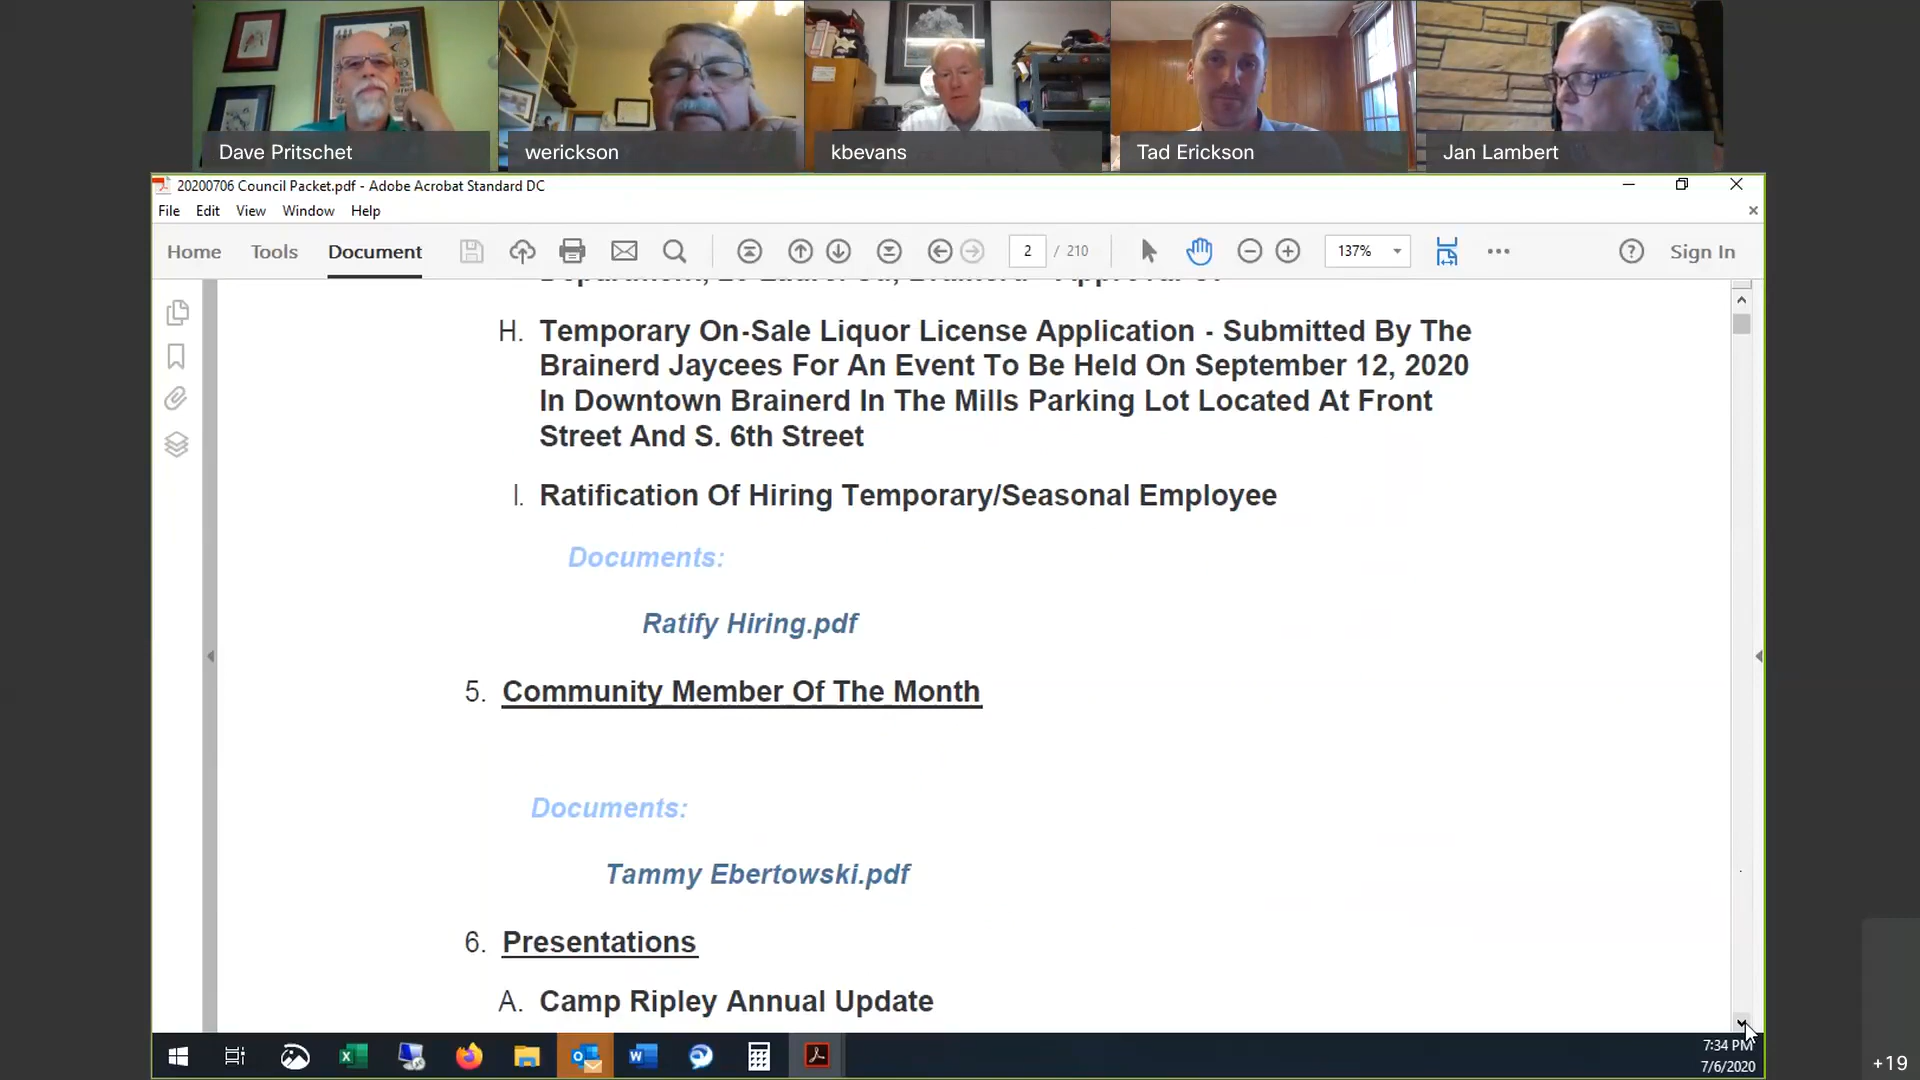 Dave Pritschet
werickson
kbevans
Tad Erickson
Jan Lambert
20200706 Council Packet.pdf - Adobe Acrobat Standard DC
File Edit View Window Help
Home Tools Document 2 / 210 137% Sign In
H. Temporary On-Sale Liquor License Application - Submitted By The
Brainerd Jaycees For An Event To Be Held On September 12, 2020
In Downtown Brainerd In The Mills Parking Lot Located At Front
Street And S. 6th Street
I. Ratification Of Hiring Temporary/Seasonal Employee
Documents:
Ratify Hiring.pdf
5. Community Member Of The Month
Documents:
Tammy Ebertowski.pdf
6. Presentations
A. Camp Ripley Annual Update
7:34 PM
7/6/2020
+19